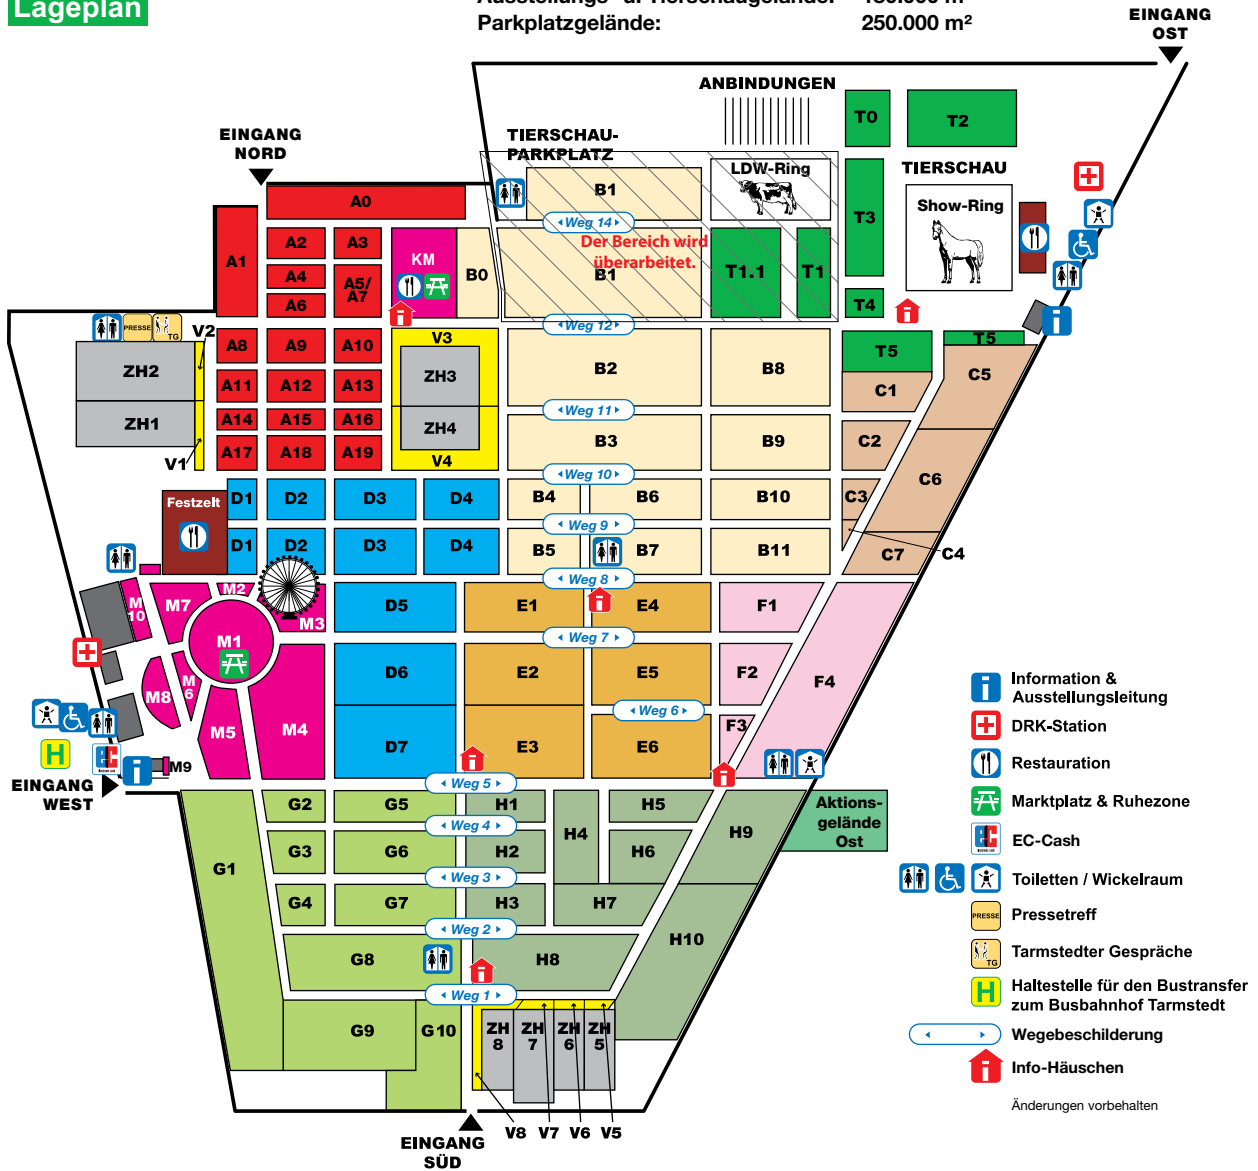 Lageplan
Parkplatzgelände: 250.000 m²
EINGANG
OST
ANBINDUNGEN
T0
T2
EINGANG
NORD
TIERSCHAU-
PARKPLATZ
LDW-Ring
TIERSCHAU
B1
A0
T3
Show-Ring
Weg 14
A1
A2
A3
KM
B0
Der Bereich wird
überarbeitet.
B1
T1.1
T1
A4
A5/
A7
A6
T4
Weg 12
V2
PRESSE
TG
A8
A9
A10
V3
B2
B8
T5
T5
ZH2
ZH3
C1
C5
A11
A12
A13
Weg 11
ZH1
A14
A15
A16
ZH4
B3
B9
C2
A17
A18
A19
V4
V1
Weg 10
C6
Festzelt
D1
D2
D3
D4
B4
B6
B10
C3
Weg 9
D1
D2
D3
D4
B5
B7
B11
C7
C4
Weg 8
M
10
M7
M2
M3
D5
E1
E4
F1
M1
Weg 7
M8
M
6
D6
E2
E5
F2
F4
Information &
Ausstellungsleitung
M5
M4
Weg 6
F3
DRK-Station
H
EC
electronic cash
M9
D7
E3
E6
Restauration
EINGANG
WEST
Weg 5
Marktplatz & Ruhezone
G2
G5
H1
H5
Aktions-
gelände
Ost
Weg 4
H4
H9
EC
electronic cash
EC-Cash
G1
G3
G6
H2
H6
Weg 3
Toiletten / Wickelraum
G4
G7
H3
H7
PRESSE
Pressetreff
Weg 2
H10
TG
Tarmstedter Gespräche
G8
H8
H
Haltestelle für den Bustransfer
zum Busbahnhof Tarmstedt
Weg 1
G9
G10
ZH
8
ZH
7
ZH
6
ZH
5
Wegebeschilderung
Info-Häuschen
Änderungen vorbehalten
V8
V7
V6
V5
EINGANG
SÜD